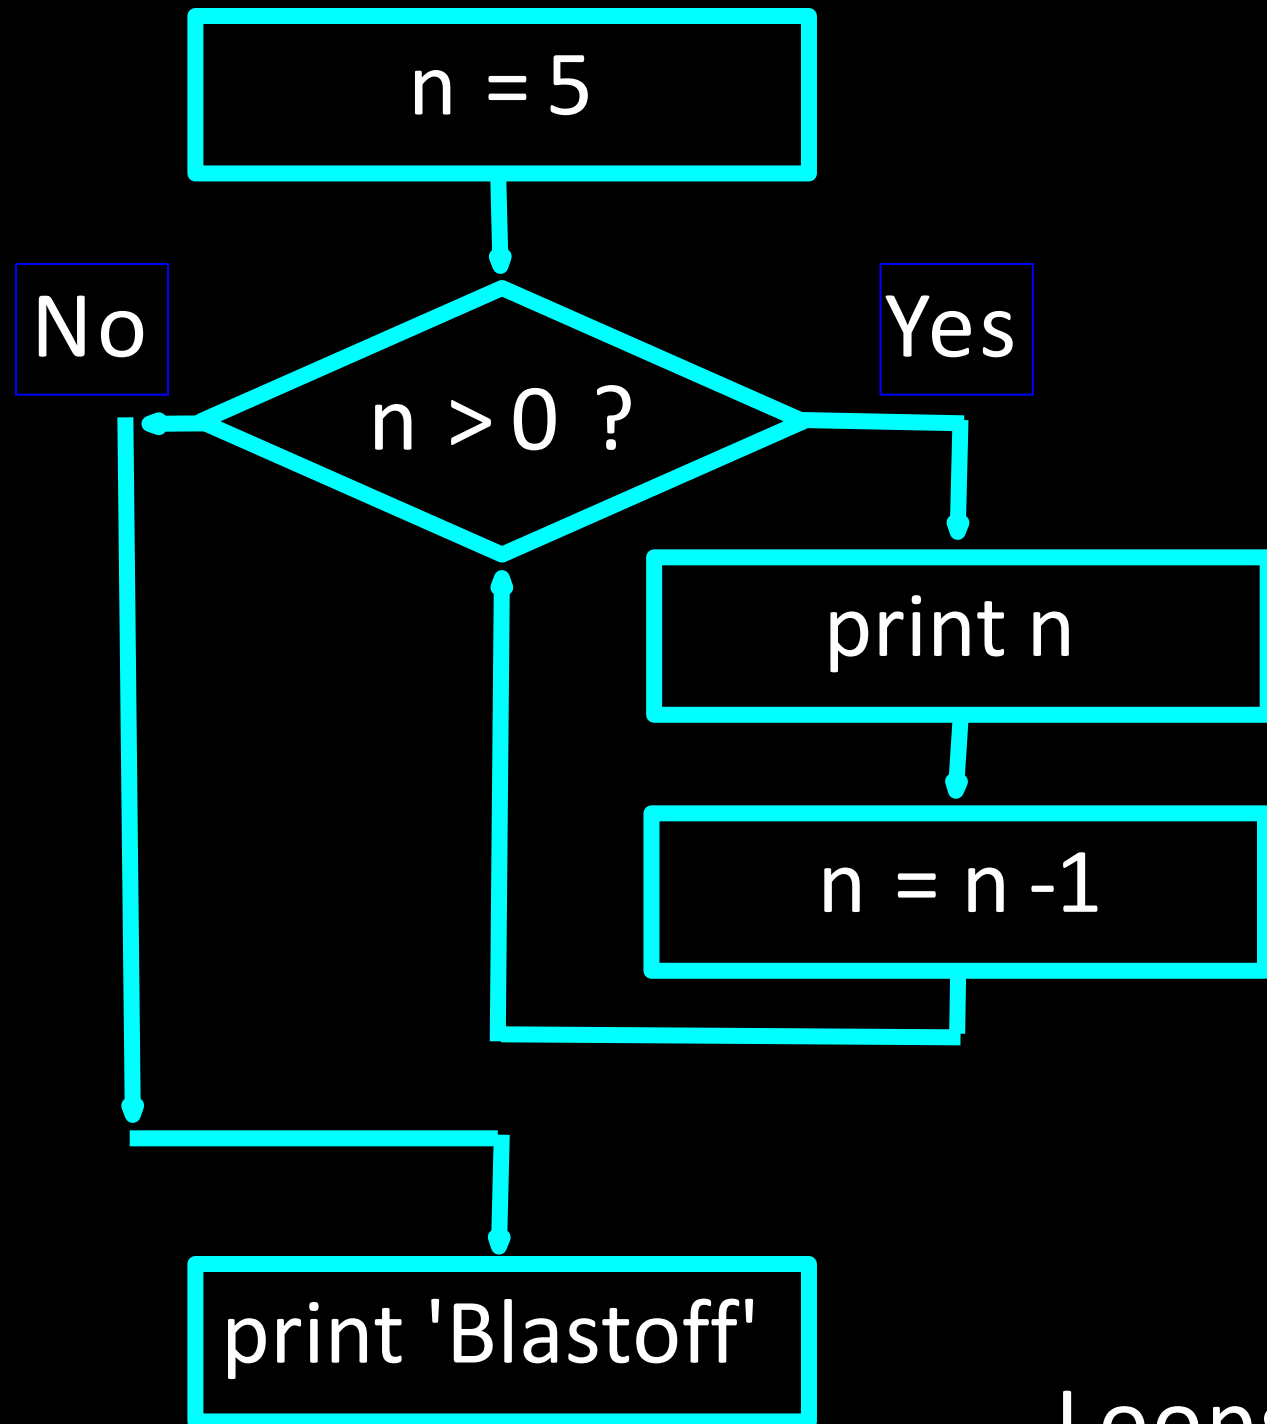 n = 5
No
Yes
n > 0 ?
print n
n = n -1
print 'Blastoff'